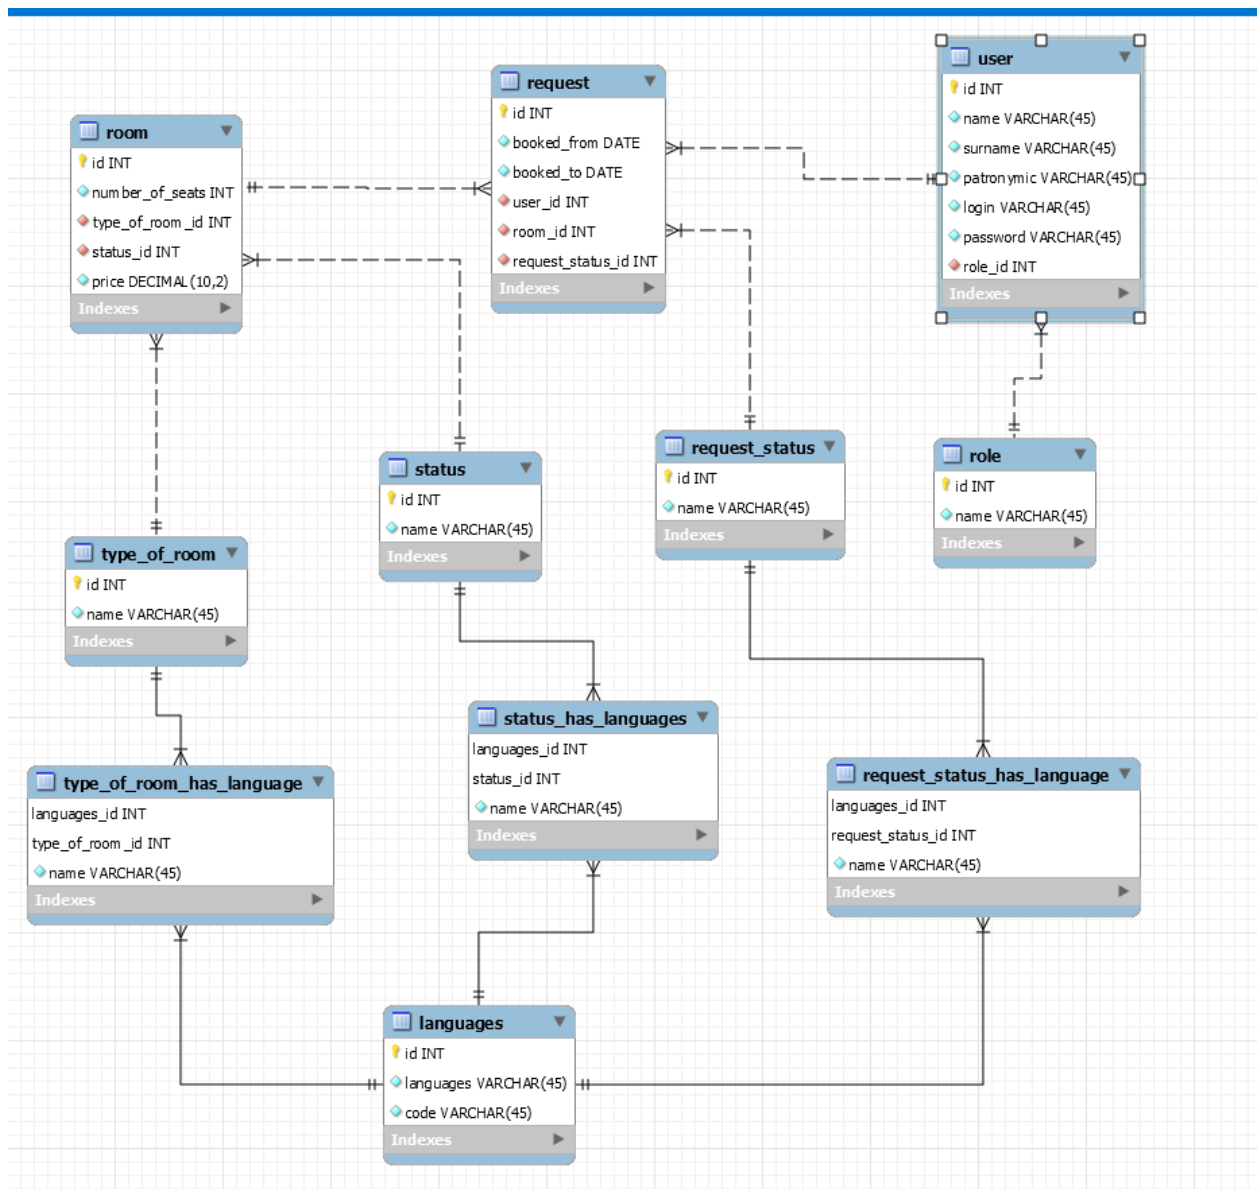 room
id INT
number_of_seats INT
type_of_room_id INT
status_id INT
price DECIMAL(10,2)
Indexes
request
id INT
booked_from DATE
booked_to DATE
user_id INT
room_id INT
request_status_id INT
Indexes
user
id INT
name VARCHAR(45)
surname VARCHAR(45)
patronymic VARCHAR(45)
login VARCHAR(45)
password VARCHAR(45)
role_id INT
Indexes
type_of_room
id INT
name VARCHAR(45)
Indexes
status
id INT
name VARCHAR(45)
Indexes
request_status
id INT
name VARCHAR(45)
Indexes
role
id INT
name VARCHAR(45)
Indexes
type_of_room_has_language
languages_id INT
type_of_room_id INT
name VARCHAR(45)
Indexes
status_has_languages
languages_id INT
status_id INT
name VARCHAR(45)
Indexes
request_status_has_language
languages_id INT
request_status_id INT
name VARCHAR(45)
Indexes
languages
id INT
languages VARCHAR(45)
code VARCHAR(45)
Indexes